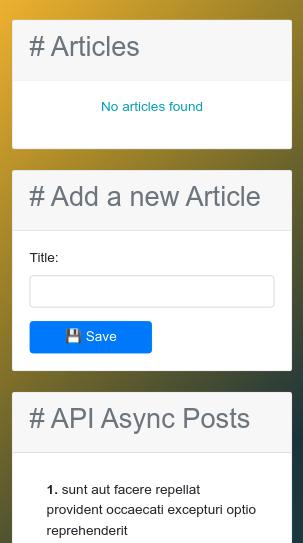 # Articles
No articles found
# Add a new Article
Title:
💾 Save
# API Async Posts
1. sunt aut facere repellat
provident occaecati excepturi optio
reprehenderit